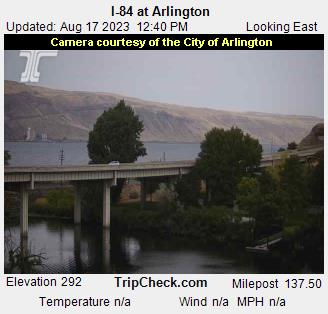 I-84 at Arlington
Updated: Aug 17 2023 12:40 PM Looking East
Camera courtesy of the City of Arlington
Elevation 292 TripCheck.com Milepost 137.50
Temperature n/a Wind n/a MPH n/a